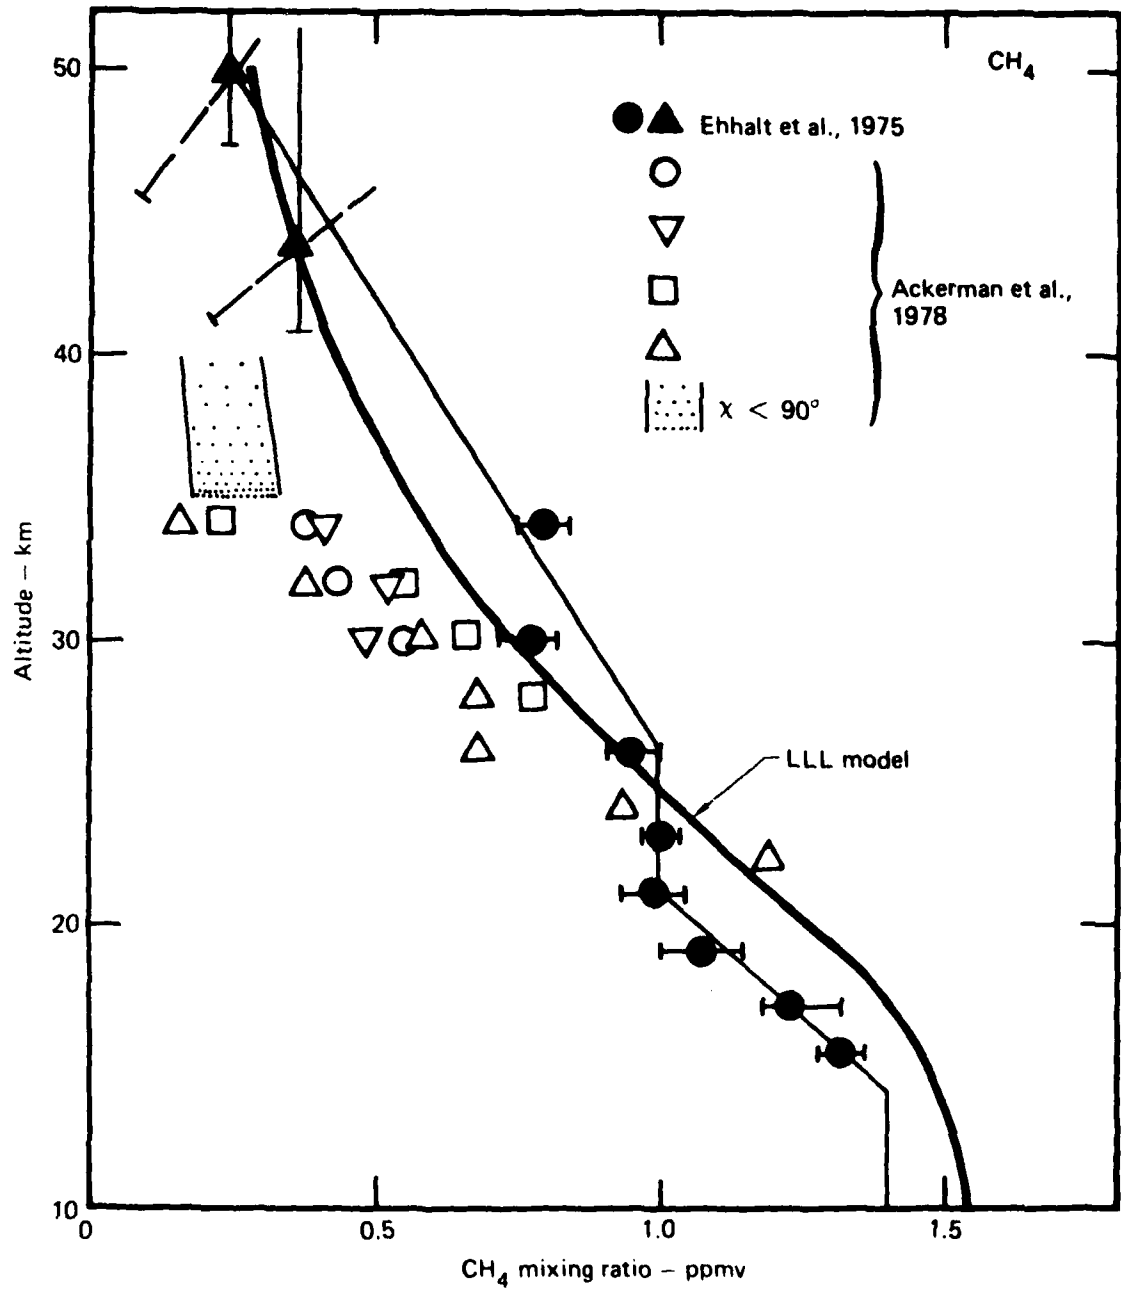 CH4
Ehhalt et al., 1975
Ackerman et al.,
1978
χ < 90°
LLL model
50
40
30
20
10
Altitude – km
0 0.5 1.0 1.5
CH4 mixing ratio – ppmv